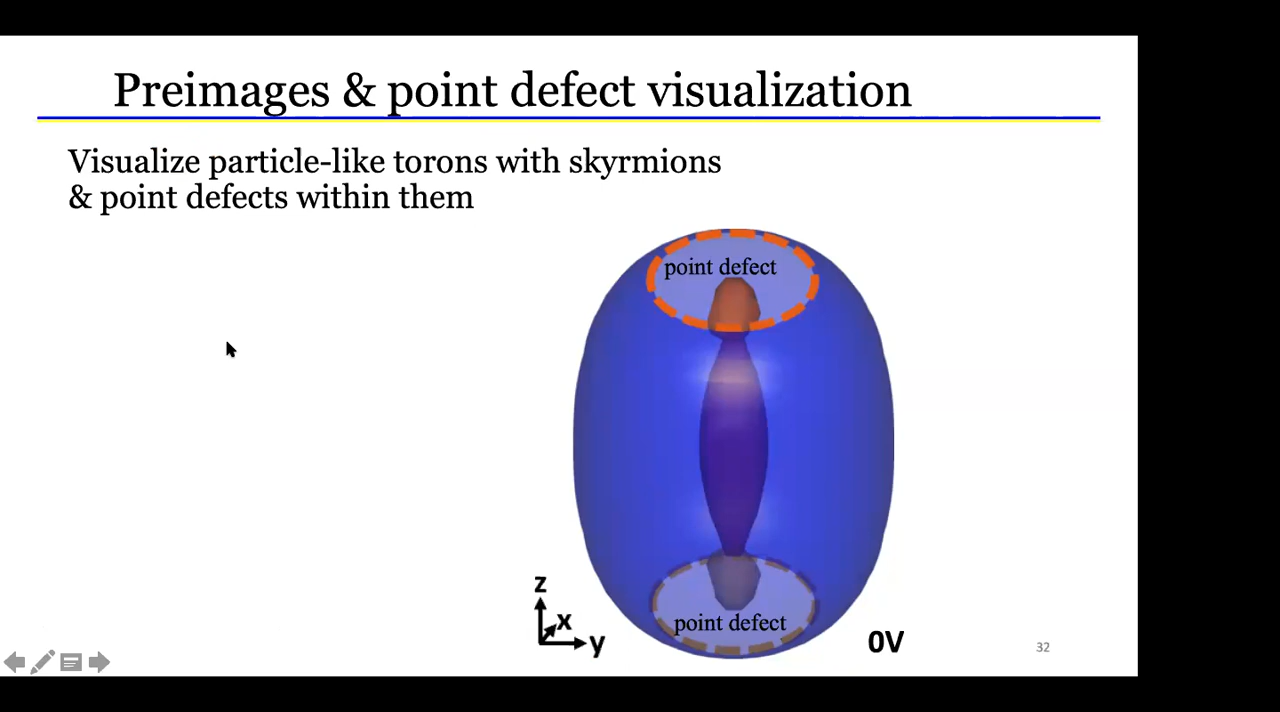 Preimages & point defect visualization
Visualize particle-like torons with skyrmions
& point defects within them
point defect
point defect
z
x
y
0V
32